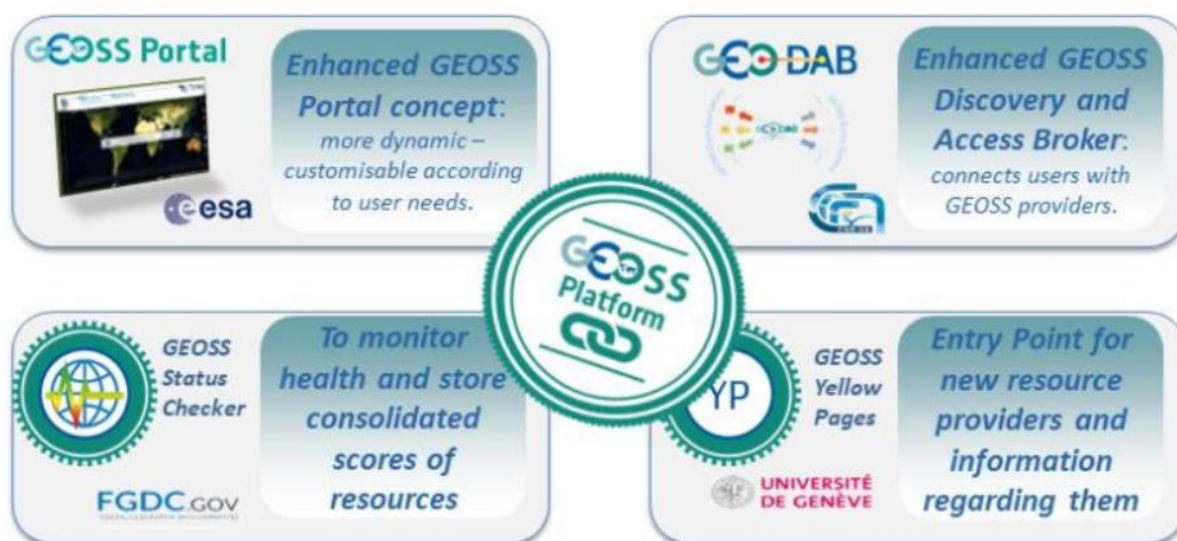 GEOSS Portal
Enhanced GEOSS
Portal concept:
more dynamic –
customisable according
to user needs.
esa
GEO DAB
Enhanced GEOSS
Discovery and
Access Broker:
connects users with
GEOSS providers.
GEOSS
Platform
GEOSS
Status
Checker
FGDC.GOV
To monitor
health and store
consolidated
scores of
resources
YP
GEOSS
Yellow
Pages
UNIVERSITÉ
DE GENÈVE
Entry Point for
new resource
providers and
information
regarding them